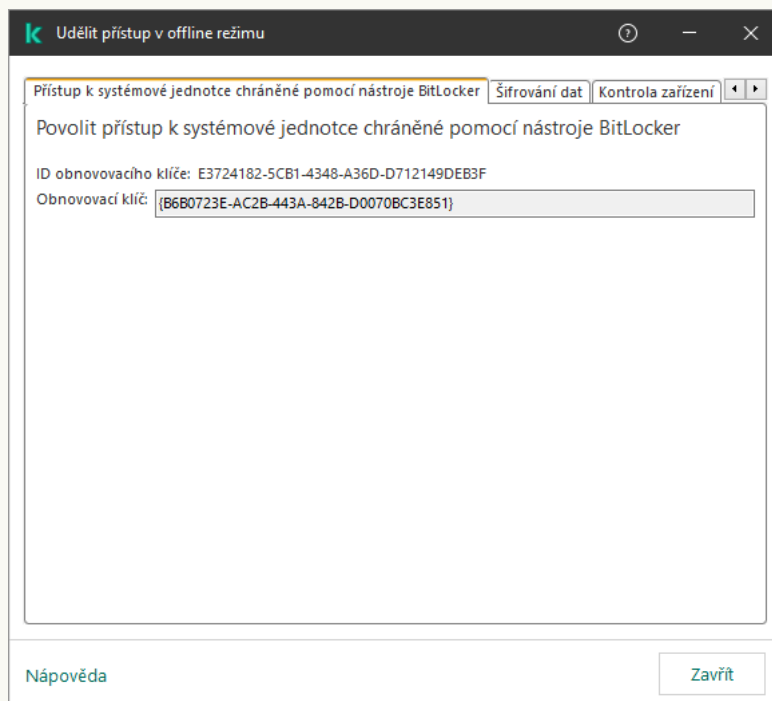 Udělit přístup v offline režimu
Přístup k systémové jednotce chráněné pomocí nástroje BitLocker Šifrování dat Kontrola zařízení
Povolit přístup k systémové jednotce chráněné pomocí nástroje BitLocker
ID obnovovacího klíče: E3724182-5CB1-4348-A36D-D712149DEB3F
Obnovovací klíč: {B6B0723E-AC2B-443A-842B-D0070BC3E851}
Nápověda Zavřít